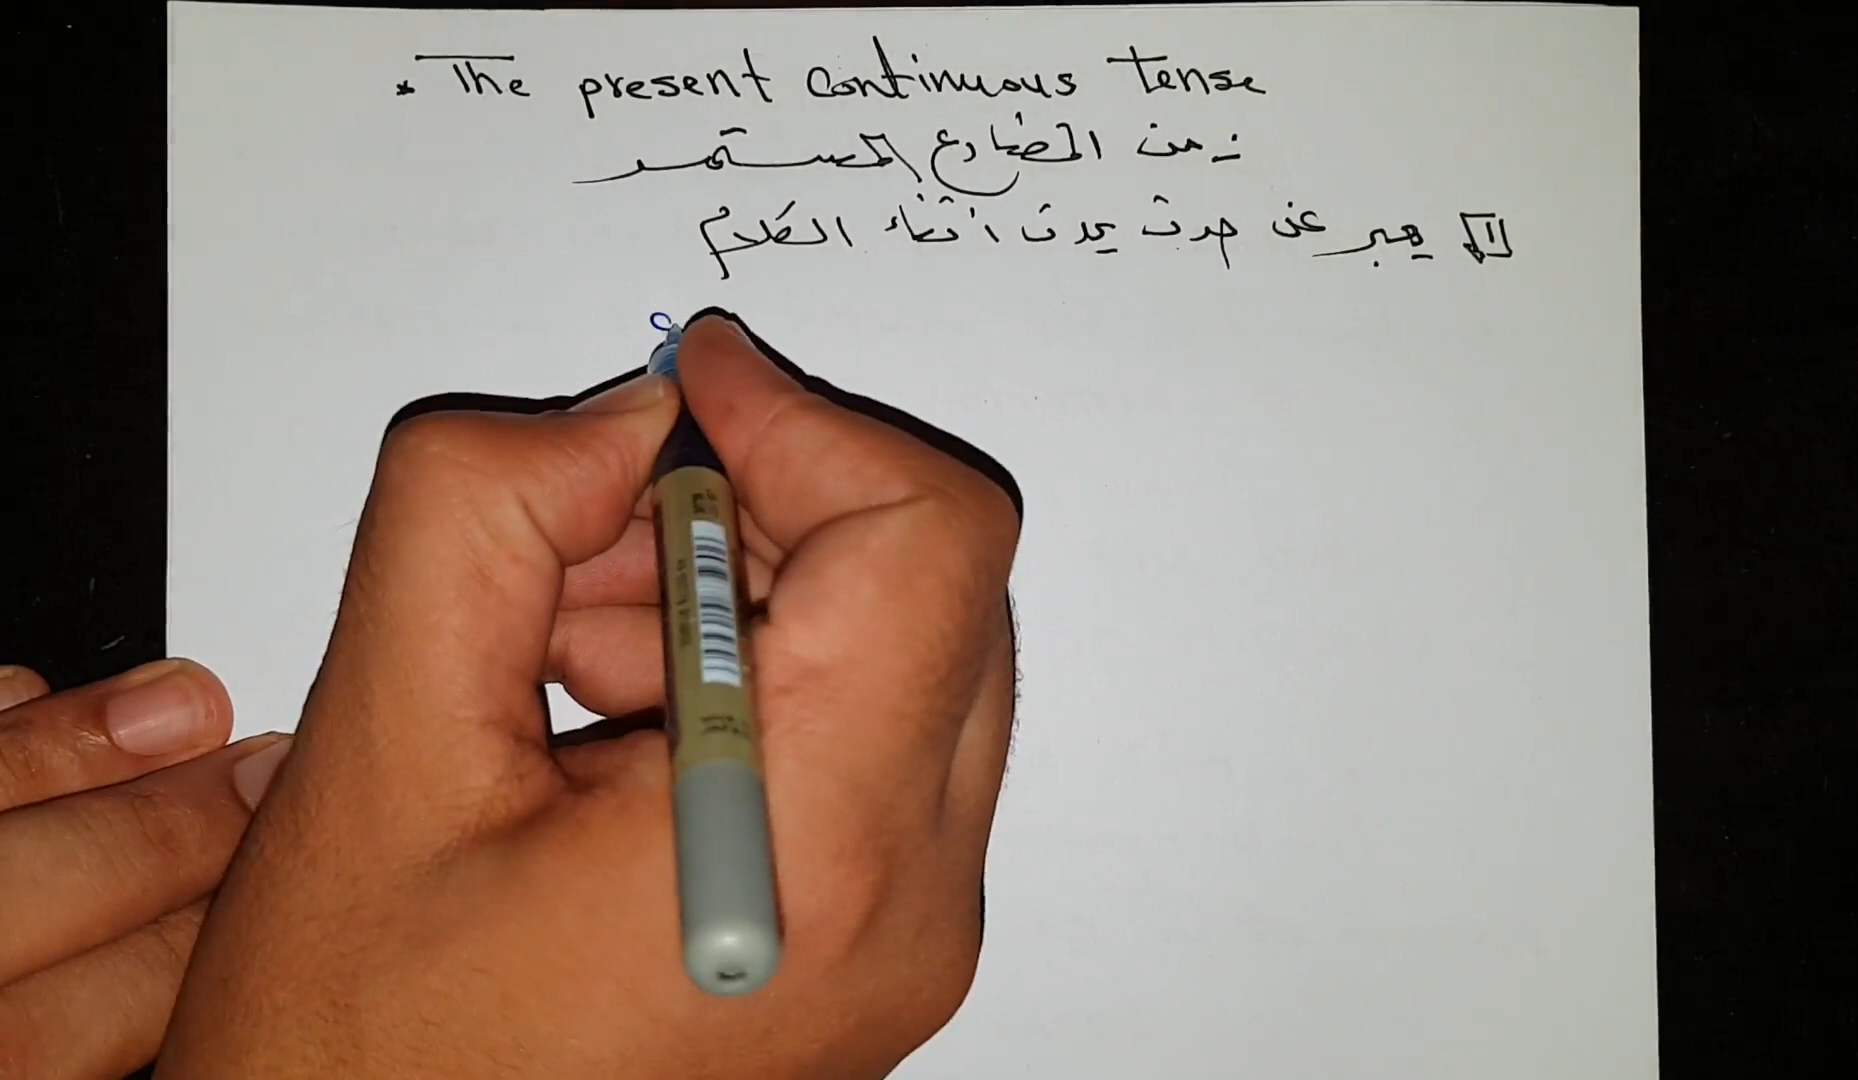 * The present continuous tense
زمن المضارع المستمر
1 يعبر عن حدث يحدث أثناء الكلام